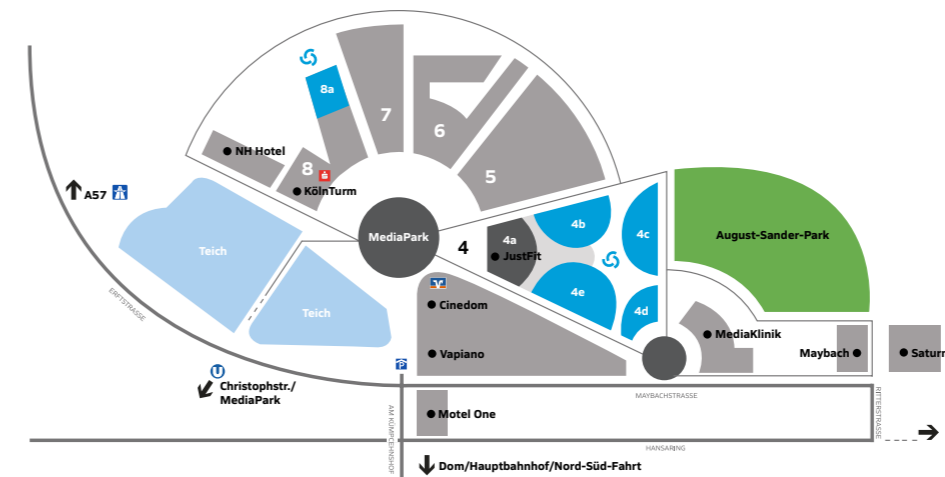 8a
7
6
5
NH Hotel
8
KölnTurm
A57
MediaPark
4
4a
JustFit
4b
4c
4e
4d
August-Sander-Park
Teich
Teich
Cinedom
Vapiano
MediaKlinik
Maybach
Saturn
ERFTSTRASSE
U
Christophstr./
MediaPark
P
MAYBACHSTRASSE
RITTERSTRASSE
AM KÜMPCHENSHOF
Motel One
HANSARING
Dom/Hauptbahnhof/Nord-Süd-Fahrt